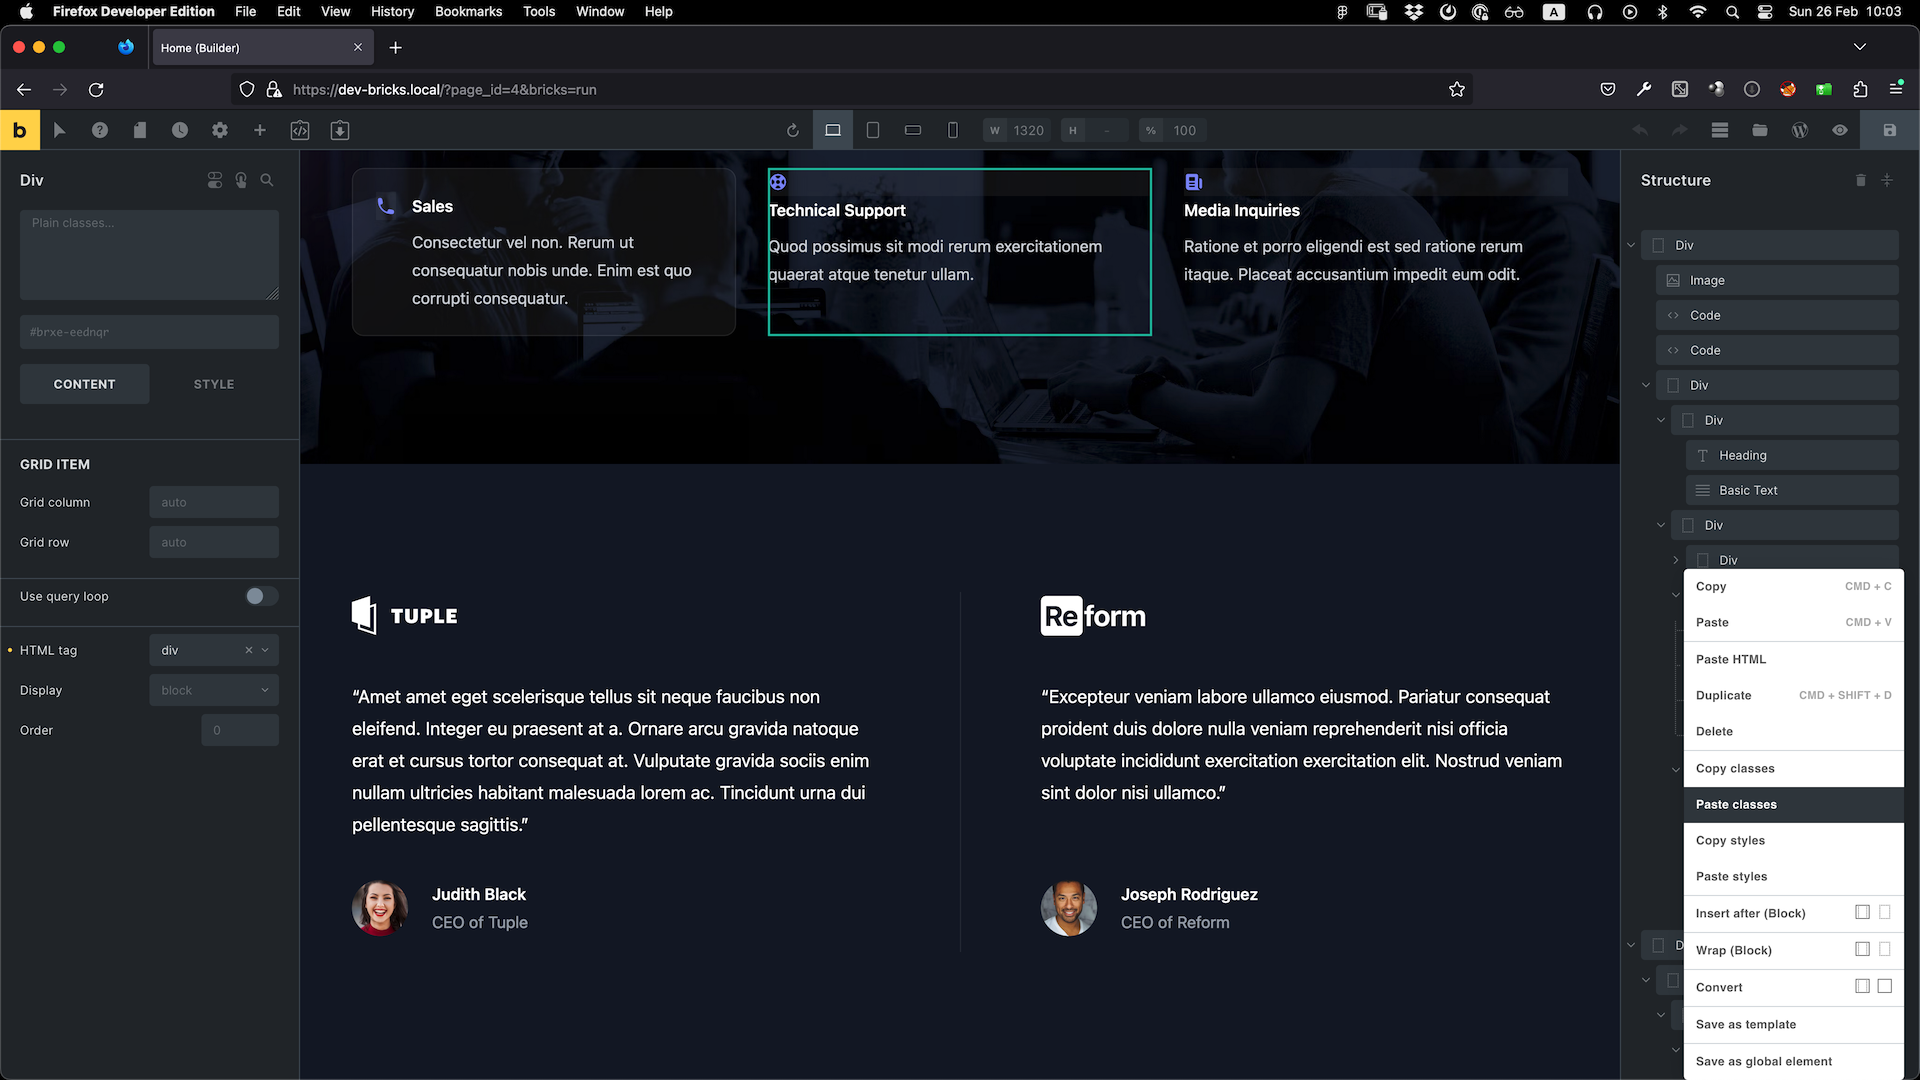 Firefox Developer Edition File Edit View History Bookmarks Tools Window Help A Sun 26 Feb 10:03
Home (Builder)
https://dev-bricks.local/?page_id=4&bricks=run
b W 1320 H - % 100
Div
Plain classes...
#brxe-eednqr
CONTENT STYLE
GRID ITEM
Grid column auto
Grid row auto
Use query loop
HTML tag div
Display block
Order 0
Sales
Consectetur vel non. Rerum ut
consequatur nobis unde. Enim est quo
corrupti consequatur.
Technical Support
Quod possimus sit modi rerum exercitationem
quaerat atque tenetur ullam.
Media Inquiries
Ratione et porro eligendi est sed ratione rerum
itaque. Placeat accusantium impedit eum odit.
TUPLE
“Amet amet eget scelerisque tellus sit neque faucibus non
eleifend. Integer eu praesent at a. Ornare arcu gravida natoque
erat et cursus tortor consequat at. Vulputate gravida sociis enim
nullam ultricies habitant malesuada lorem ac. Tincidunt urna dui
pellentesque sagittis.”
Judith Black
CEO of Tuple
Reform
“Excepteur veniam labore ullamco eiusmod. Pariatur consequat
proident duis dolore nulla veniam reprehenderit nisi officia
voluptate incididunt exercitation exercitation elit. Nostrud veniam
sint dolor nisi ullamco.”
Joseph Rodriguez
CEO of Reform
Structure
Div
Image
Code
Code
Div
Div
Heading
Basic Text
Div
Div
Copy CMD + C
Paste CMD + V
Paste HTML
Duplicate CMD + SHIFT + D
Delete
Copy classes
Paste classes
Copy styles
Paste styles
Insert after (Block)
D
Wrap (Block)
Convert
Save as template
Save as global element